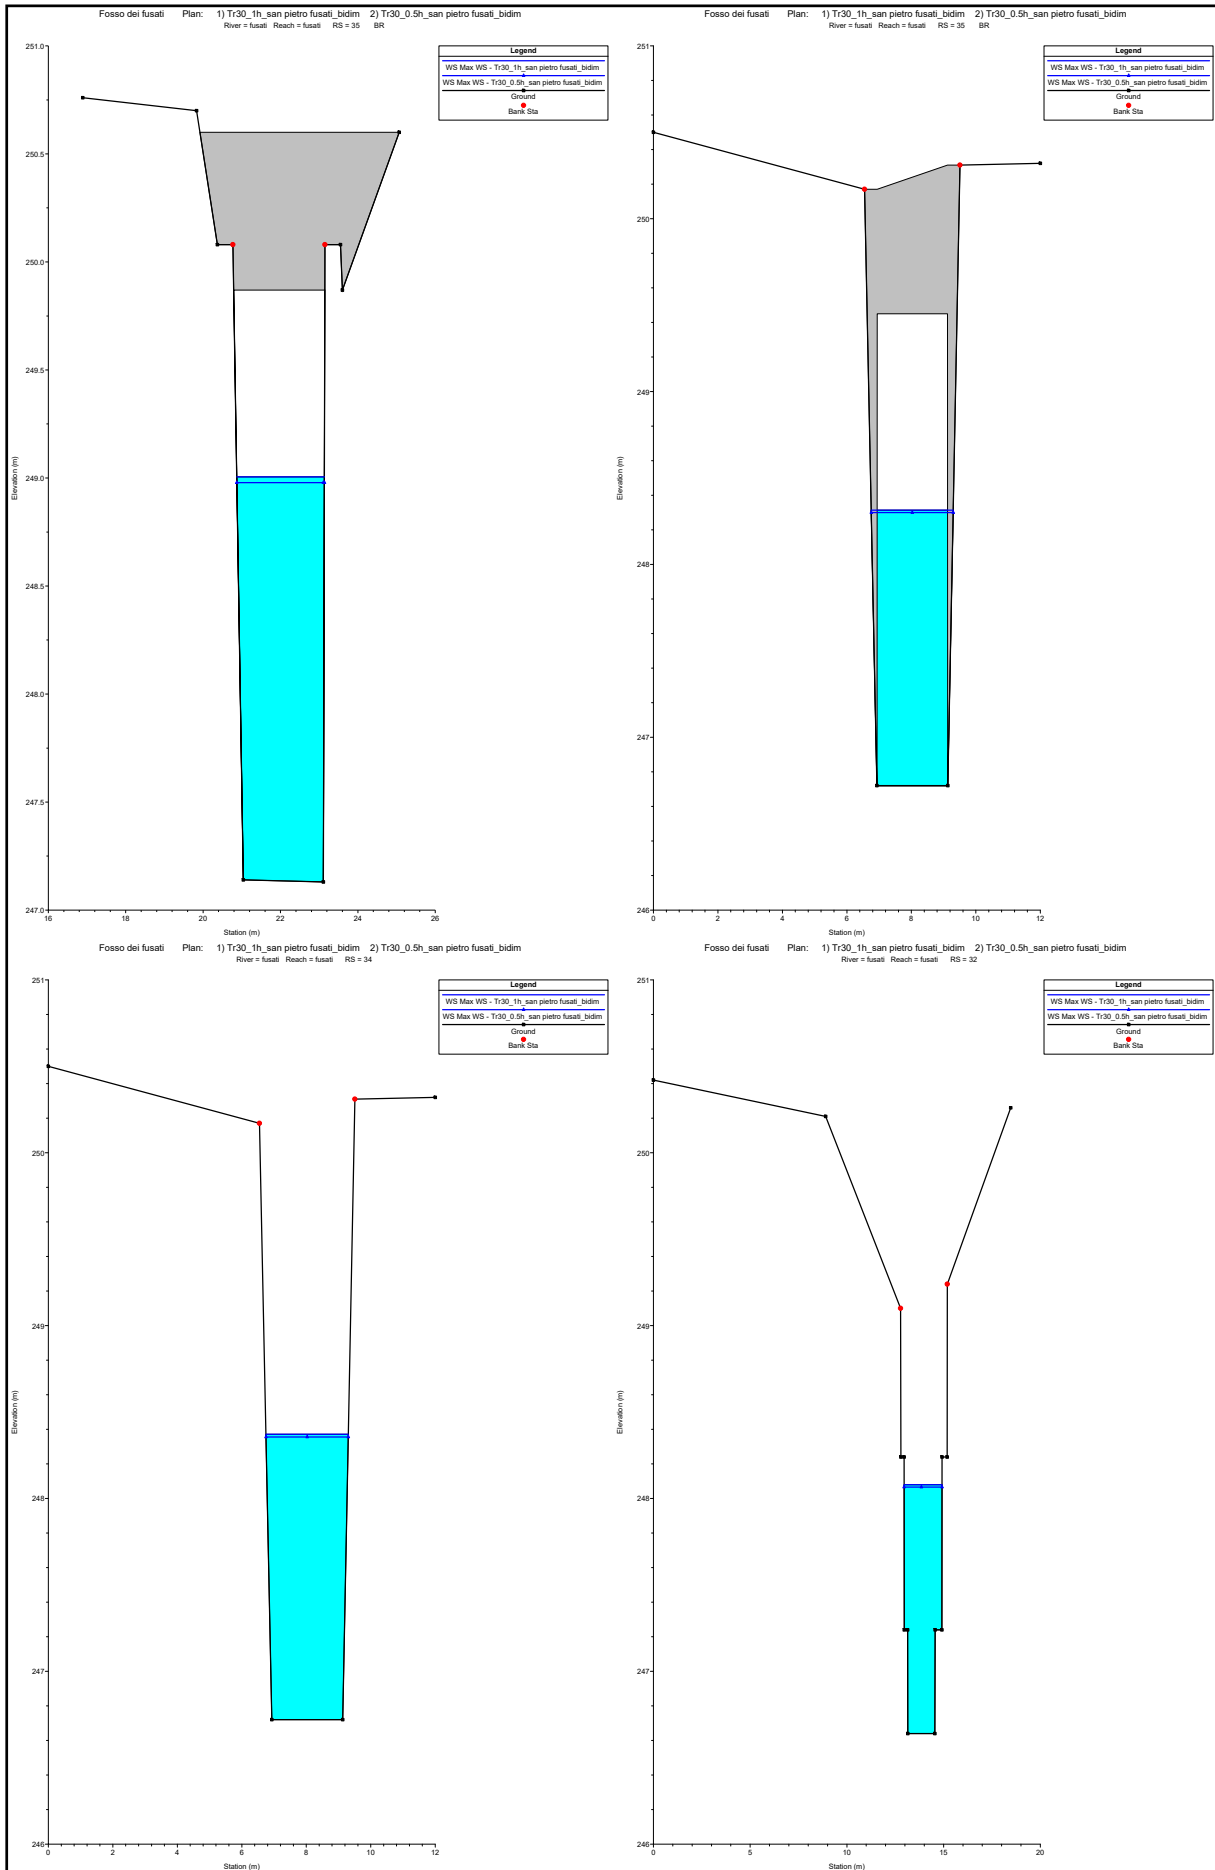 Fosso dei fusati Plan: 1) Tr30_1h_san pietro fusati_bidim 2) Tr30_0.5h_san pietro fusati_bidim
River = fusati Reach = fusati RS = 35 BR
Legend
WS Max WS - Tr30_1h_san pietro fusati_bidim
WS Max WS - Tr30_0.5h_san pietro fusati_bidim
Ground
Bank Sta
251.0
250.5
250.0
249.5
249.0
248.5
248.0
247.5
247.0
Elevation (m)
16 18 20 22 24 26
Station (m)
Fosso dei fusati Plan: 1) Tr30_1h_san pietro fusati_bidim 2) Tr30_0.5h_san pietro fusati_bidim
River = fusati Reach = fusati RS = 35 BR
Legend
WS Max WS - Tr30_1h_san pietro fusati_bidim
WS Max WS - Tr30_0.5h_san pietro fusati_bidim
Ground
Bank Sta
251
250
249
248
247
246
Elevation (m)
0 2 4 6 8 10 12
Station (m)
Fosso dei fusati Plan: 1) Tr30_1h_san pietro fusati_bidim 2) Tr30_0.5h_san pietro fusati_bidim
River = fusati Reach = fusati RS = 34
Legend
WS Max WS - Tr30_1h_san pietro fusati_bidim
WS Max WS - Tr30_0.5h_san pietro fusati_bidim
Ground
Bank Sta
251
250
249
248
247
246
Elevation (m)
0 2 4 6 8 10 12
Station (m)
Fosso dei fusati Plan: 1) Tr30_1h_san pietro fusati_bidim 2) Tr30_0.5h_san pietro fusati_bidim
River = fusati Reach = fusati RS = 32
Legend
WS Max WS - Tr30_1h_san pietro fusati_bidim
WS Max WS - Tr30_0.5h_san pietro fusati_bidim
Ground
Bank Sta
251
250
249
248
247
246
Elevation (m)
0 5 10 15 20
Station (m)